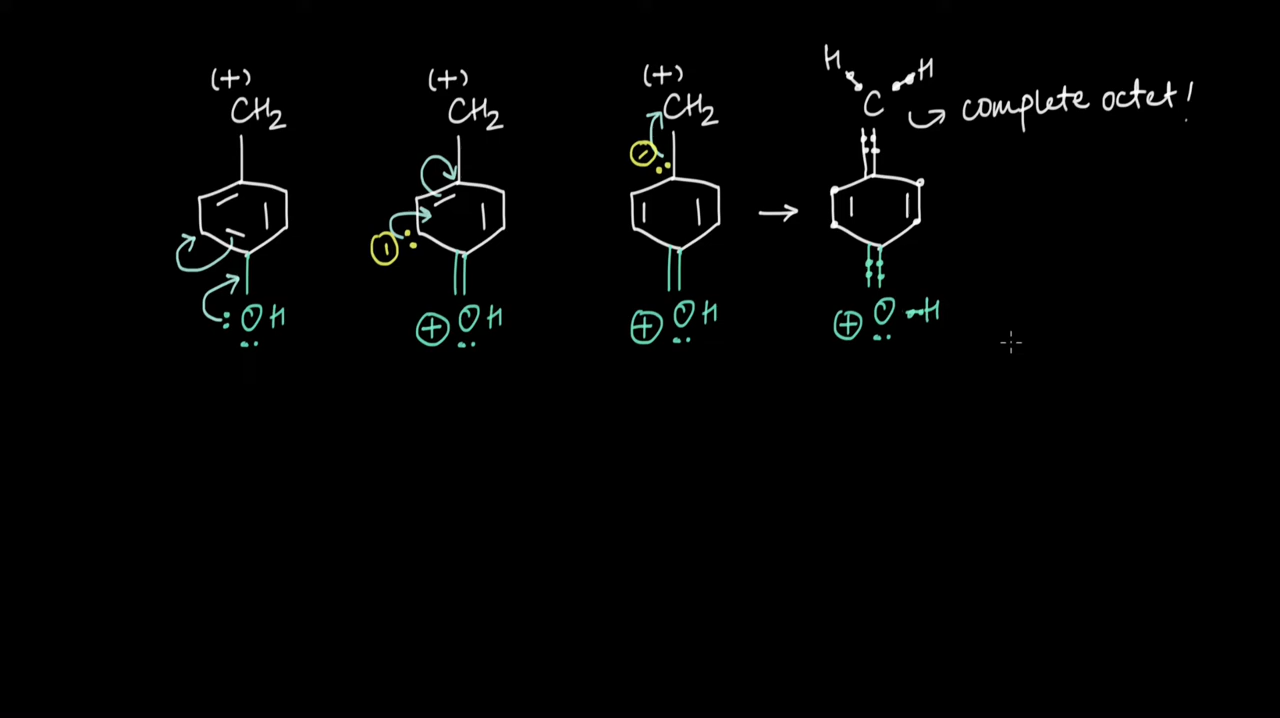 (+) (+) (+) H H
CH2 CH2 CH2 C complete octet!
OH OH OH O-H